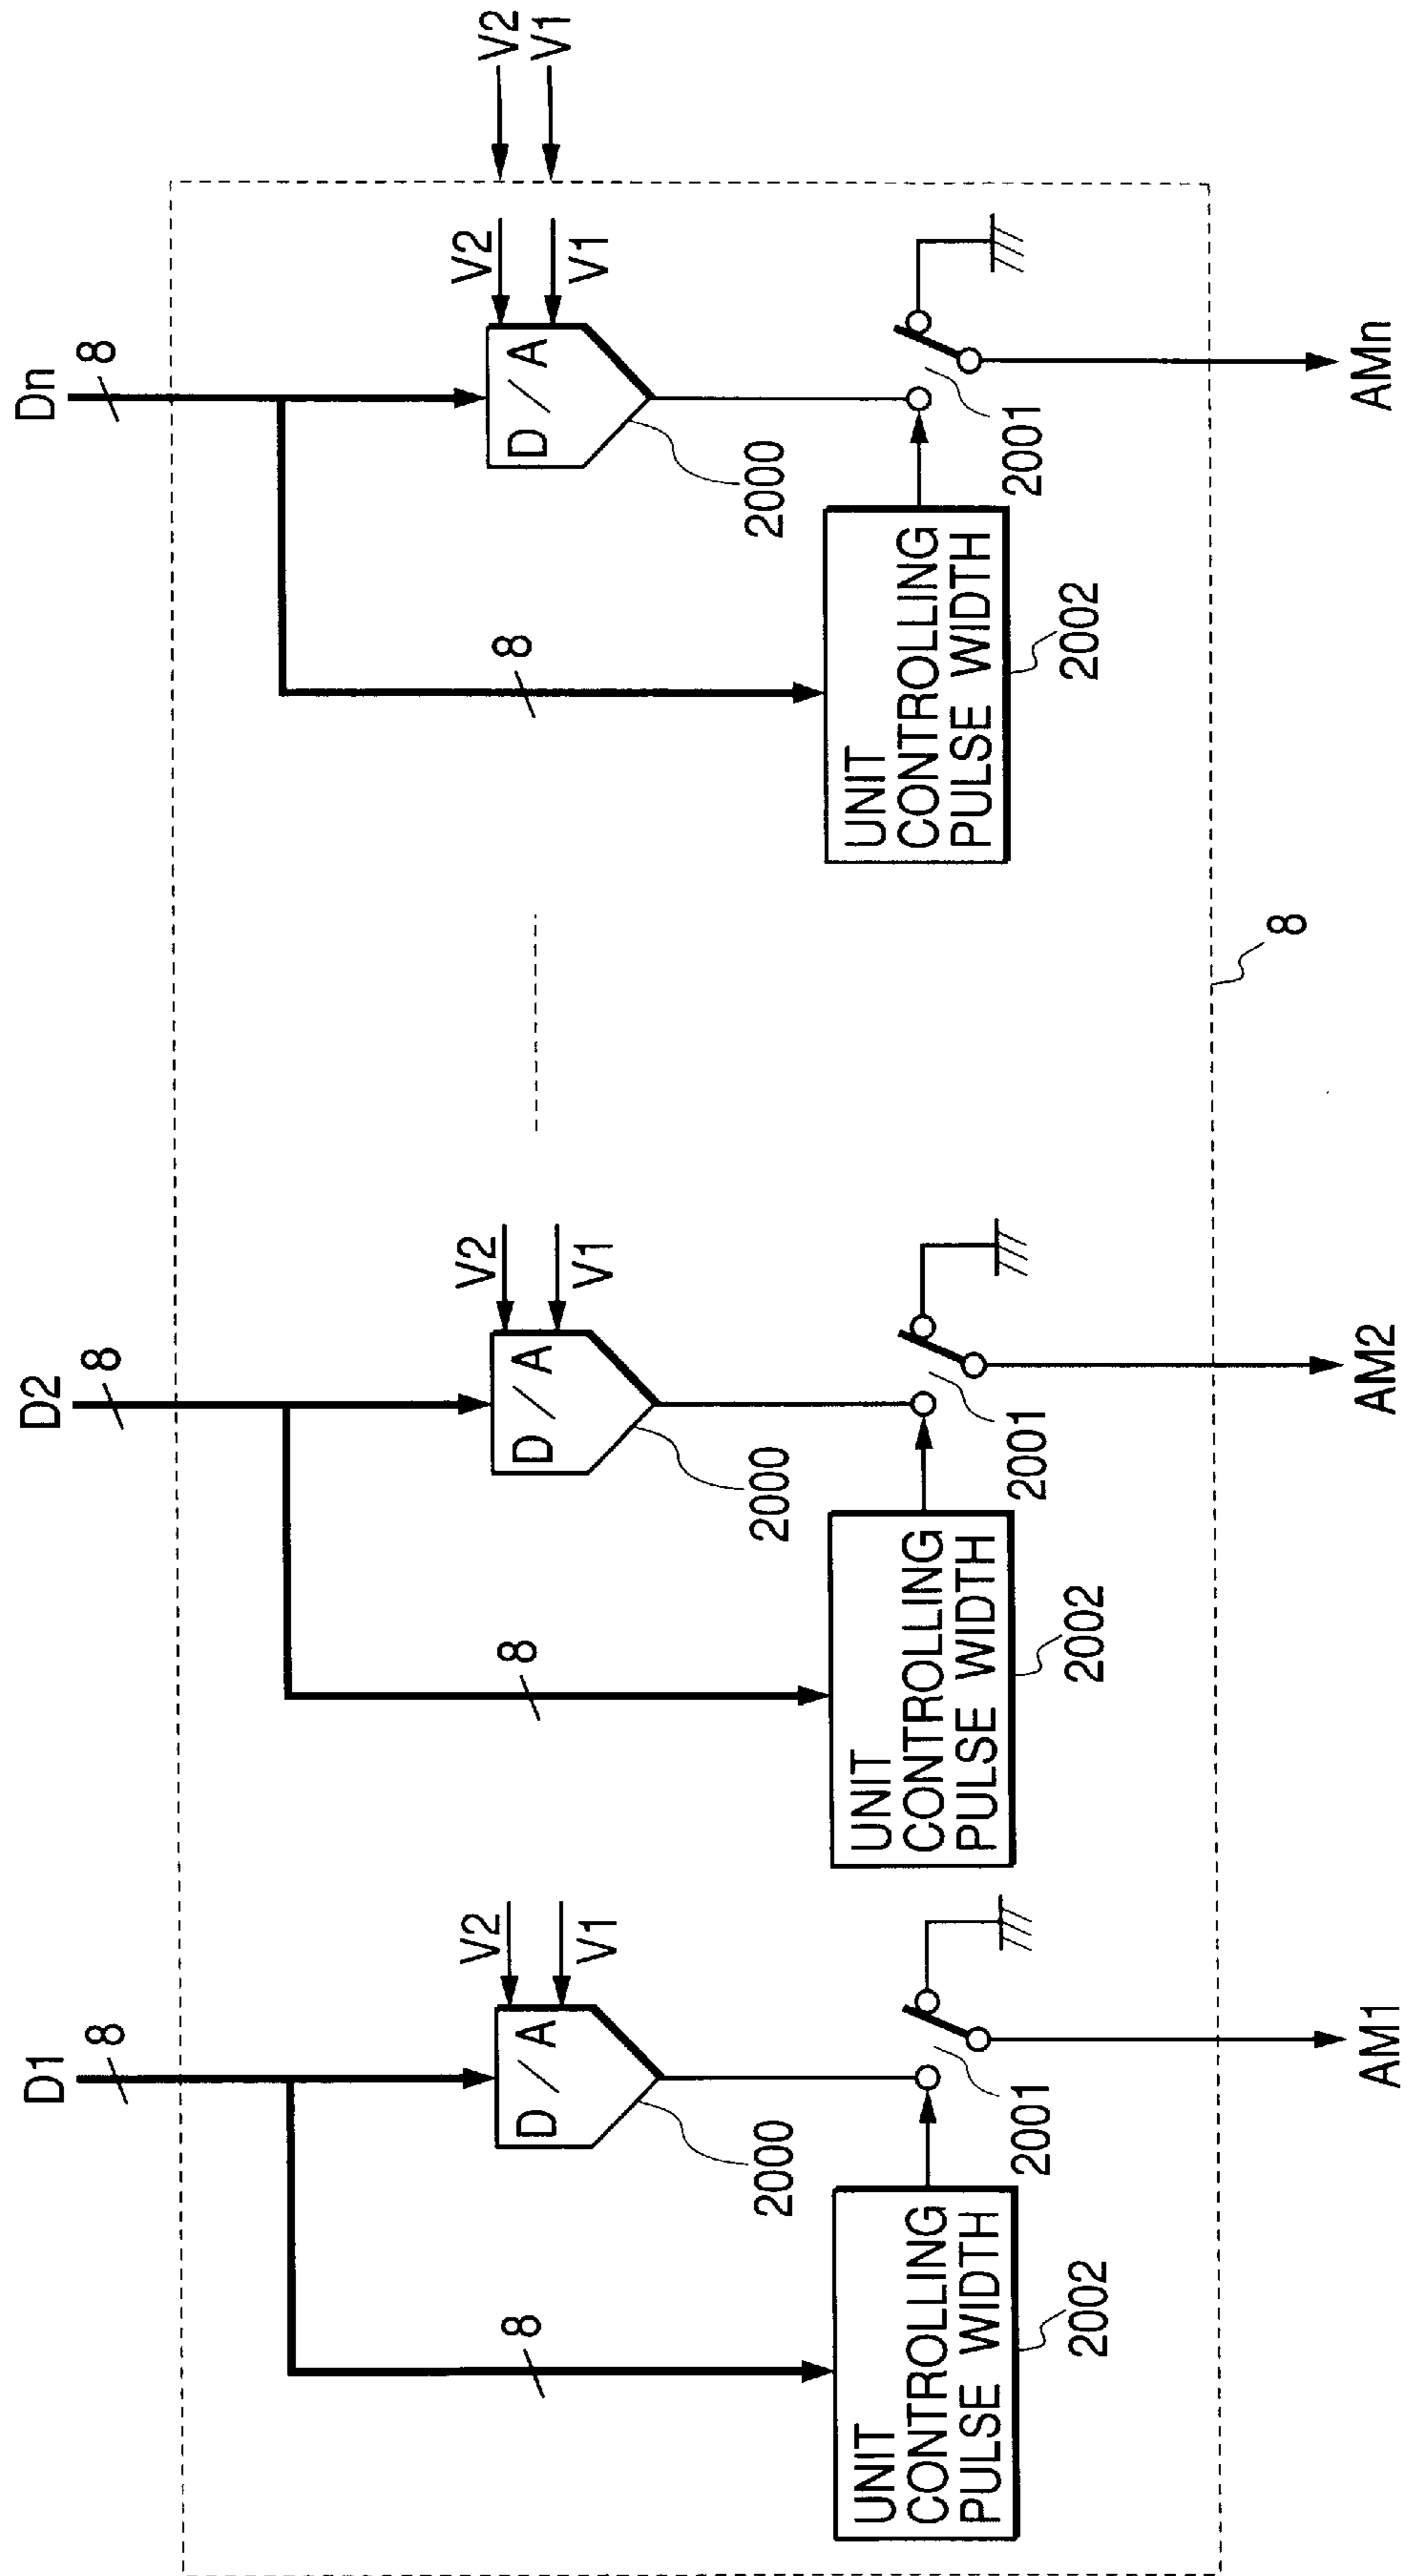 D1
D2
Dn
8
8
8
V2
V1
D / A
V2
V1
D / A
V2
V1
D / A
V2
V1
8
8
8
2000
2000
2000
UNIT
CONTROLLING
PULSE WIDTH
UNIT
CONTROLLING
PULSE WIDTH
UNIT
CONTROLLING
PULSE WIDTH
2001
2001
2001
2002
2002
2002
8
AM1
AM2
AMn